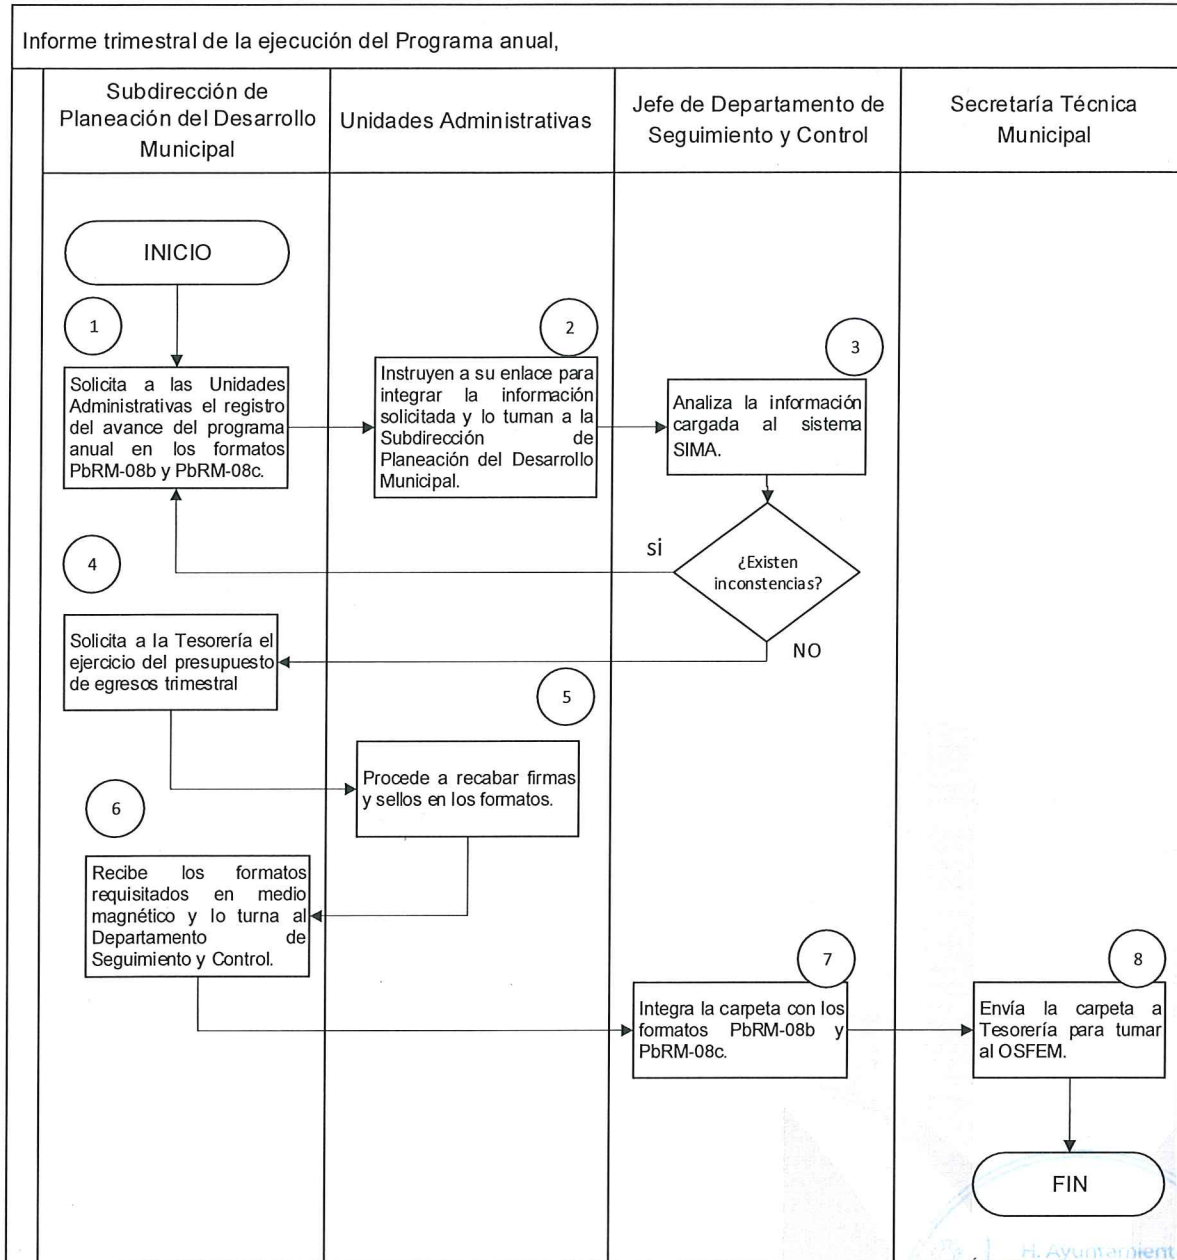 Informe trimestral de la ejecución del Programa anual,
Subdirección de
Planeación del Desarrollo
Municipal
Unidades Administrativas
Jefe de Departamento de
Seguimiento y Control
Secretaría Técnica
Municipal
INICIO
1
Solicita a las Unidades
Administrativas el registro
del avance del programa
anual en los formatos
PbRM-08b y PbRM-08c.
2
Instruyen a su enlace para
integrar la información
solicitada y lo turnan a la
Subdirección de
Planeación del Desarrollo
Municipal.
3
Analiza la información
cargada al sistema
SIMA.
si
¿Existen
inconstencias?
NO
4
Solicita a la Tesorería el
ejercicio del presupuesto
de egresos trimestral
5
Procede a recabar firmas
y sellos en los formatos.
6
Recibe los formatos
requisitados en medio
magnético y lo turna al
Departamento de
Seguimiento y Control.
7
Integra la carpeta con los
formatos PbRM-08b y
PbRM-08c.
8
Envía la carpeta a
Tesorería para turnar
al OSFEM.
FIN
H. Ayuntamient